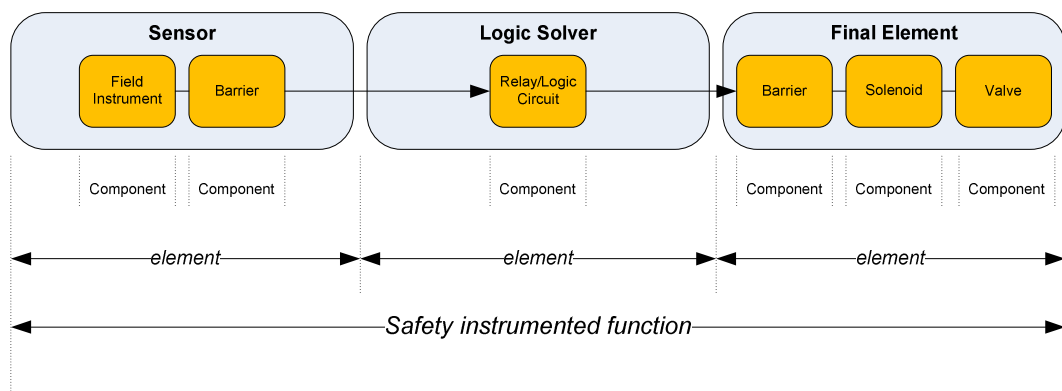 Sensor
Logic Solver
Final Element
Field
Instrument
Barrier
Relay/Logic
Circuit
Barrier
Solenoid
Valve
Component
Component
Component
Component
Component
Component
element
element
element
Safety instrumented function